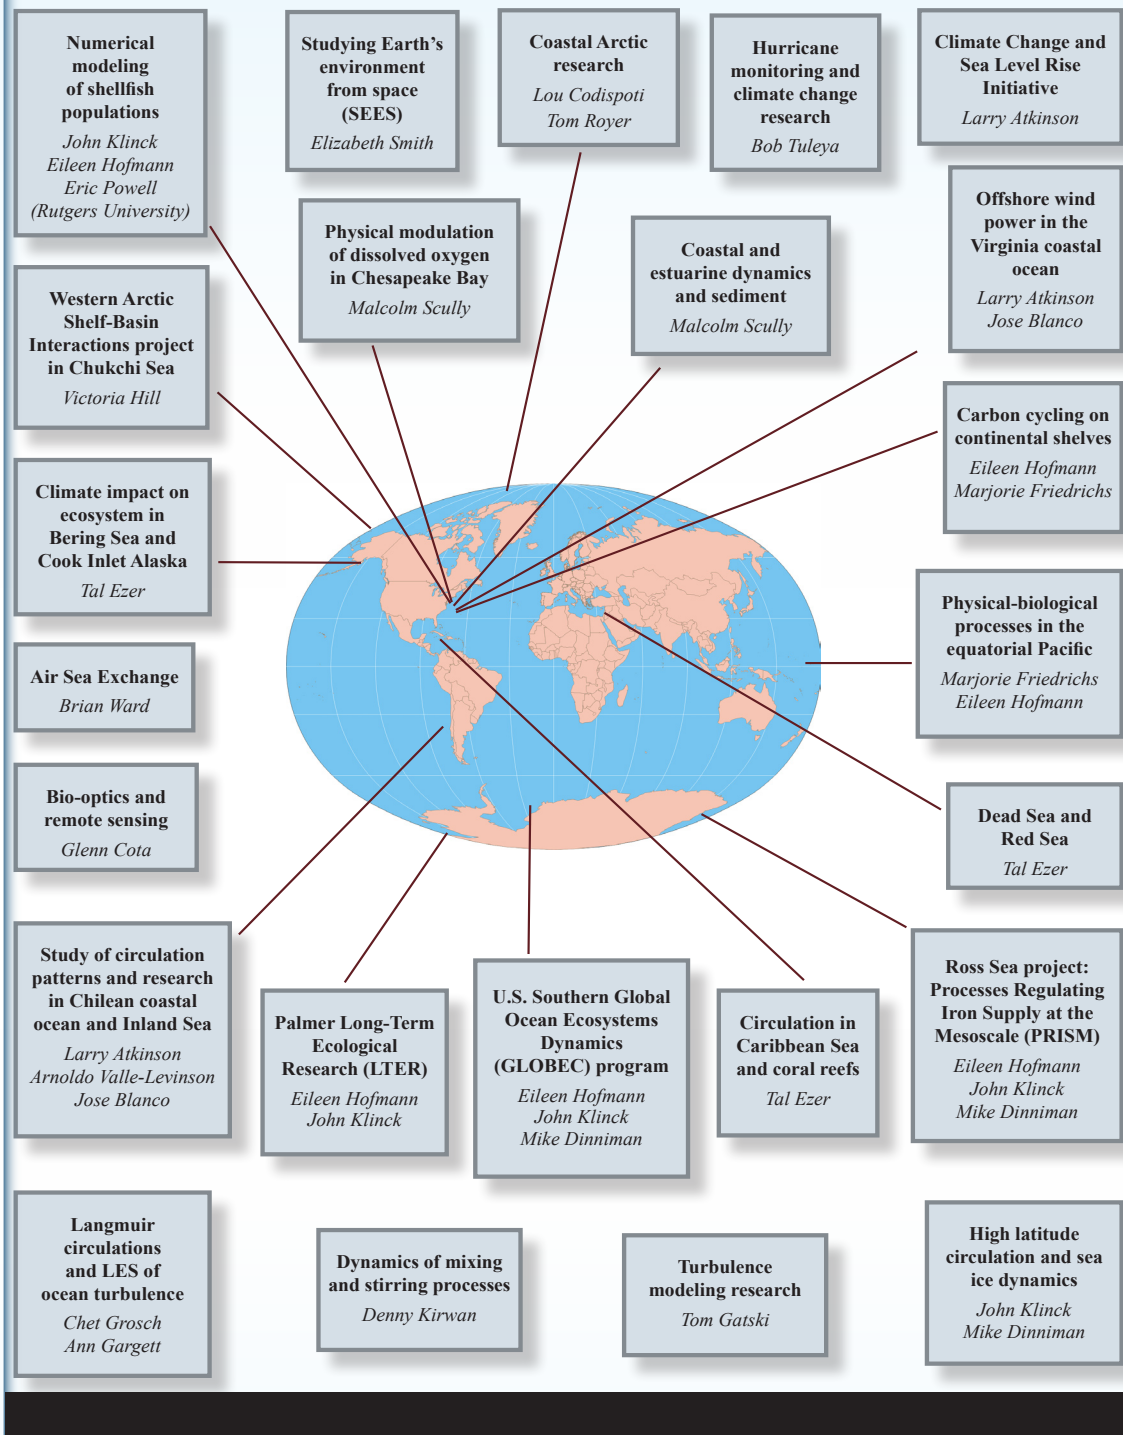 Numerical
modeling
of shellfish
populations
John Klinck
Eileen Hofmann
Eric Powell
(Rutgers University)
Studying Earth's
environment
from space
(SEES)
Elizabeth Smith
Coastal Arctic
research
Lou Codispoti
Tom Royer
Hurricane
monitoring and
climate change
research
Bob Tuleya
Climate Change and
Sea Level Rise
Initiative
Larry Atkinson
Physical modulation
of dissolved oxygen
in Chesapeake Bay
Malcolm Scully
Coastal and
estuarine dynamics
and sediment
Malcolm Scully
Offshore wind
power in the
Virginia coastal
ocean
Larry Atkinson
Jose Blanco
Western Arctic
Shelf-Basin
Interactions project
in Chukchi Sea
Victoria Hill
Carbon cycling on
continental shelves
Eileen Hofmann
Marjorie Friedrichs
Climate impact on
ecosystem in
Bering Sea and
Cook Inlet Alaska
Tal Ezer
Physical-biological
processes in the
equatorial Pacific
Marjorie Friedrichs
Eileen Hofmann
Air Sea Exchange
Brian Ward
Bio-optics and
remote sensing
Glenn Cota
Dead Sea and
Red Sea
Tal Ezer
Study of circulation
patterns and research
in Chilean coastal
ocean and Inland Sea
Larry Atkinson
Arnoldo Valle-Levinson
Jose Blanco
Palmer Long-Term
Ecological
Research (LTER)
Eileen Hofmann
John Klinck
U.S. Southern Global
Ocean Ecosystems
Dynamics
(GLOBEC) program
Eileen Hofmann
John Klinck
Mike Dinniman
Circulation in
Caribbean Sea
and coral reefs
Tal Ezer
Ross Sea project:
Processes Regulating
Iron Supply at the
Mesoscale (PRISM)
Eileen Hofmann
John Klinck
Mike Dinniman
Langmuir
circulations
and LES of
ocean turbulence
Chet Grosch
Ann Gargett
Dynamics of mixing
and stirring processes
Denny Kirwan
Turbulence
modeling research
Tom Gatski
High latitude
circulation and sea
ice dynamics
John Klinck
Mike Dinniman